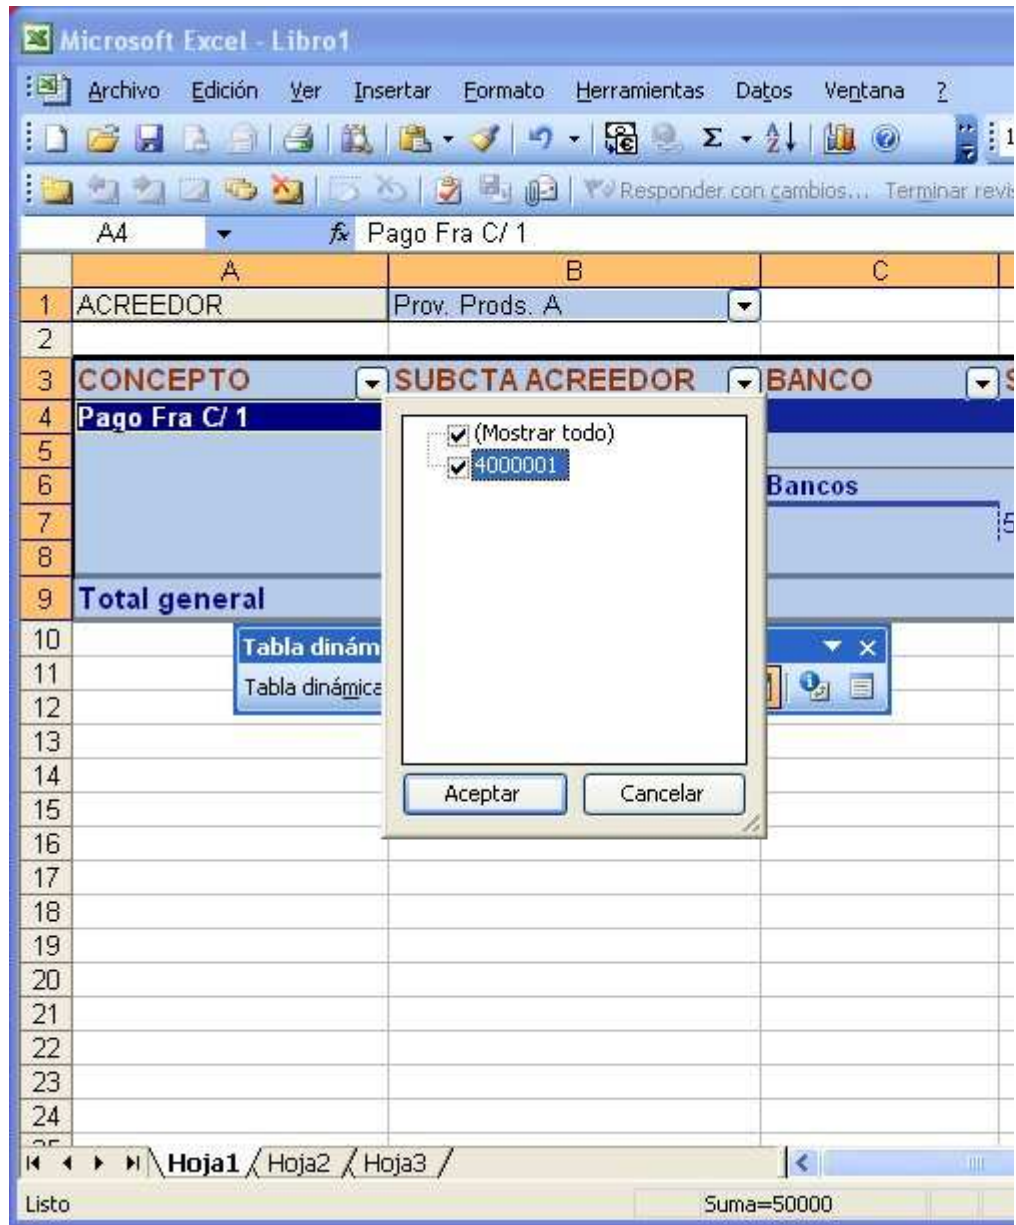 Microsoft Excel - Libro1
Archivo Edición Ver Insertar Formato Herramientas Datos Ventana ?
Σ
Responder con cambios... Terminar revis
A4 fx Pago Fra C/ 1
A B C
1 ACREEDOR Prov. Prods. A
2
3 CONCEPTO SUBCTA ACREEDOR BANCO
4 Pago Fra C/ 1
(Mostrar todo)
5
4000001
6 Bancos
7 5
8
9 Total general
10 Tabla dinám
11 Tabla dinámica
12
13
14
Aceptar Cancelar
15
16
17
18
19
20
21
22
23
24
Hoja1 Hoja2 Hoja3
Listo Suma=50000